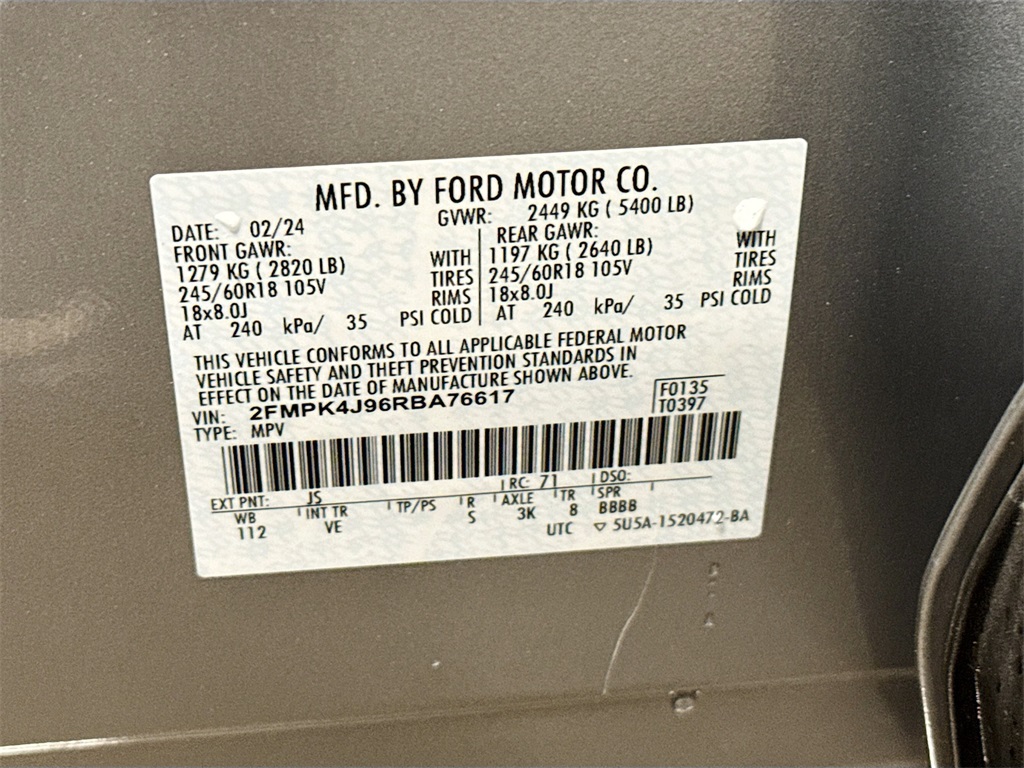 MFD. BY FORD MOTOR CO.
DATE: 02/24 GVWR: 2449 KG ( 5400 LB)
FRONT GAWR: REAR GAWR:
1279 KG ( 2820 LB) WITH 1197 KG ( 2640 LB) WITH
245/60R18 105V TIRES 245/60R18 105V TIRES
18x8.0J RIMS 18x8.0J RIMS
AT 240 kPa/ 35 PSI COLD AT 240 kPa/ 35 PSI COLD
THIS VEHICLE CONFORMS TO ALL APPLICABLE FEDERAL MOTOR
VEHICLE SAFETY AND THEFT PREVENTION STANDARDS IN
EFFECT ON THE DATE OF MANUFACTURE SHOWN ABOVE.
VIN: 2FMPK4J96RBA76617 F0135
TYPE: MPV T0397
EXT PNT: JS RC: 71 DSO:
WB INT TR TP/PS R AXLE TR SPR
112 VE S 3K 8 BBBB
UTC ▽ 5U5A-1520472-BA